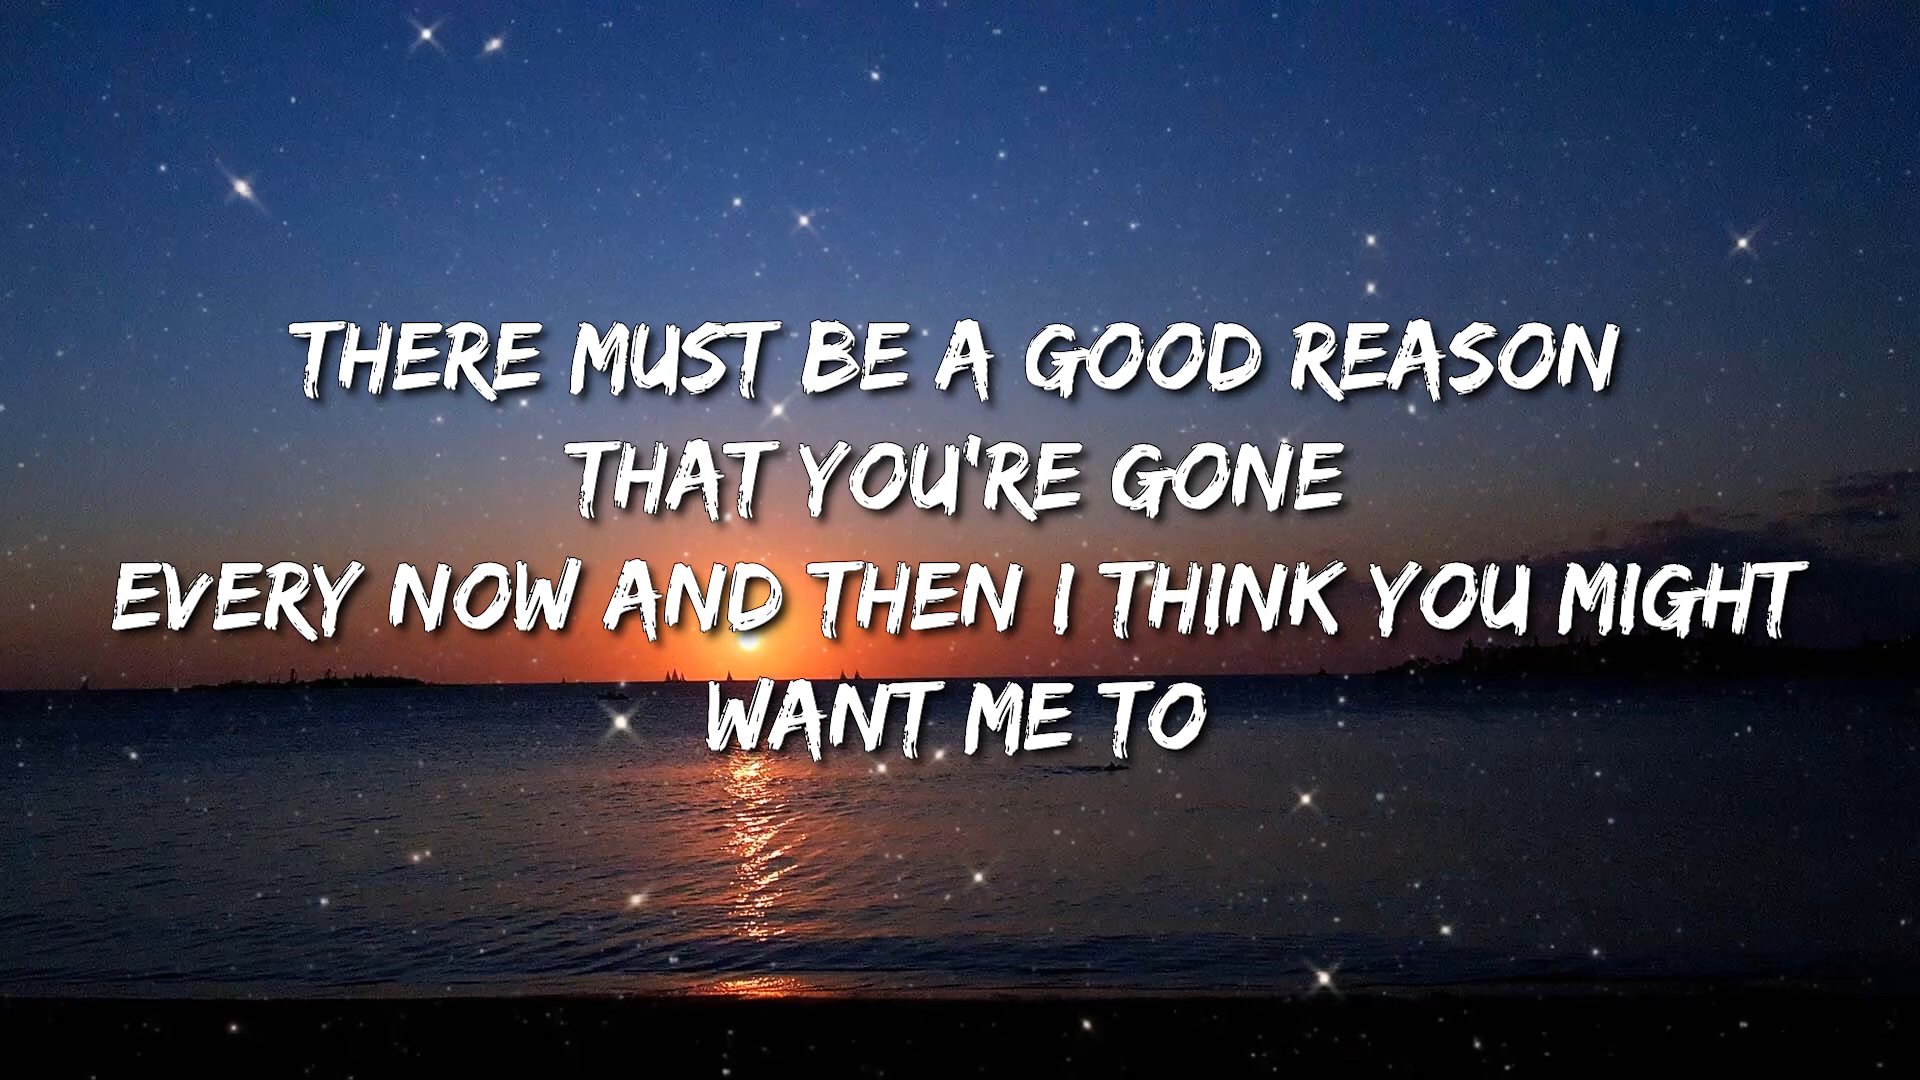 THERE MUST BE A GOOD REASON
THAT YOU'RE GONE
EVERY NOW AND THEN I THINK YOU MIGHT
WANT ME TO